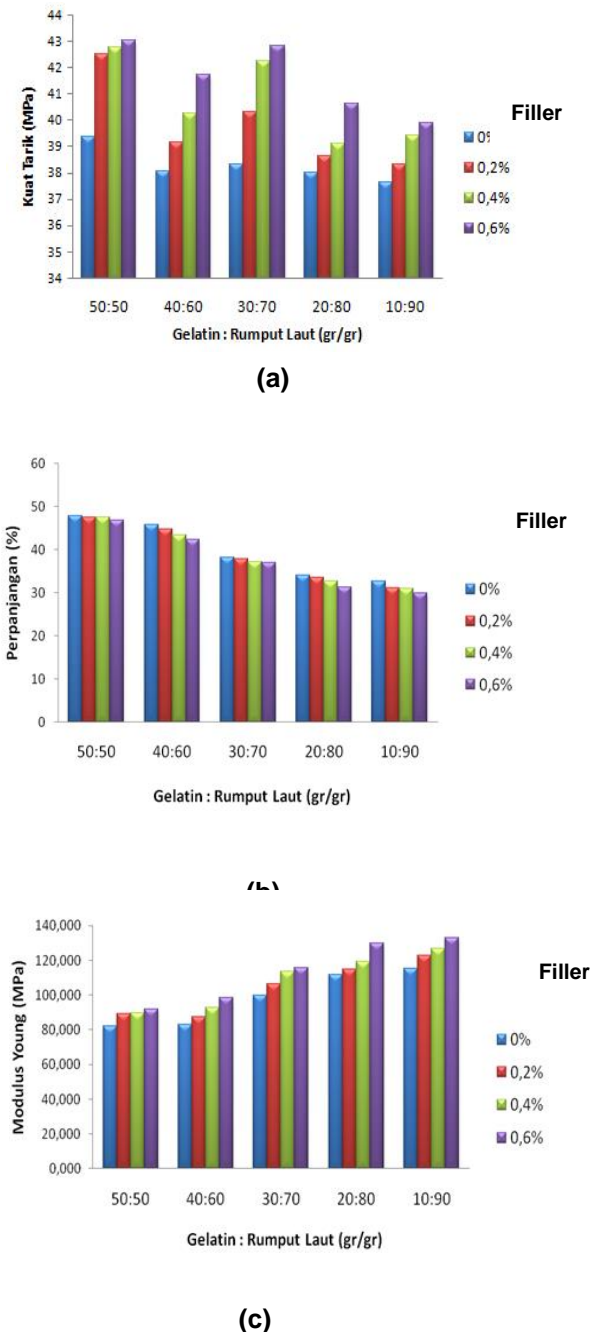 44
43
42
41
40
39
38
37
36
35
34
Kuat Tarik (MPa)
50:50 40:60 30:70 20:80 10:90
Gelatin : Rumput Laut (gr/gr)
Filler
0,2%
0,4%
0,6%
(a)
60
50
40
30
20
10
0
Perpanjangan (%)
50:50 40:60 30:70 20:80 10:90
Gelatin : Rumput Laut (gr/gr)
Filler
0%
0,2%
0,4%
0,6%
(b)
140,000
120,000
100,000
80,000
60,000
40,000
20,000
0,000
Modulus Young (MPa)
50:50 40:60 30:70 20:80 10:90
Gelatin : Rumput Laut (gr/gr)
Filler
0%
0,2%
0,4%
0,6%
(c)